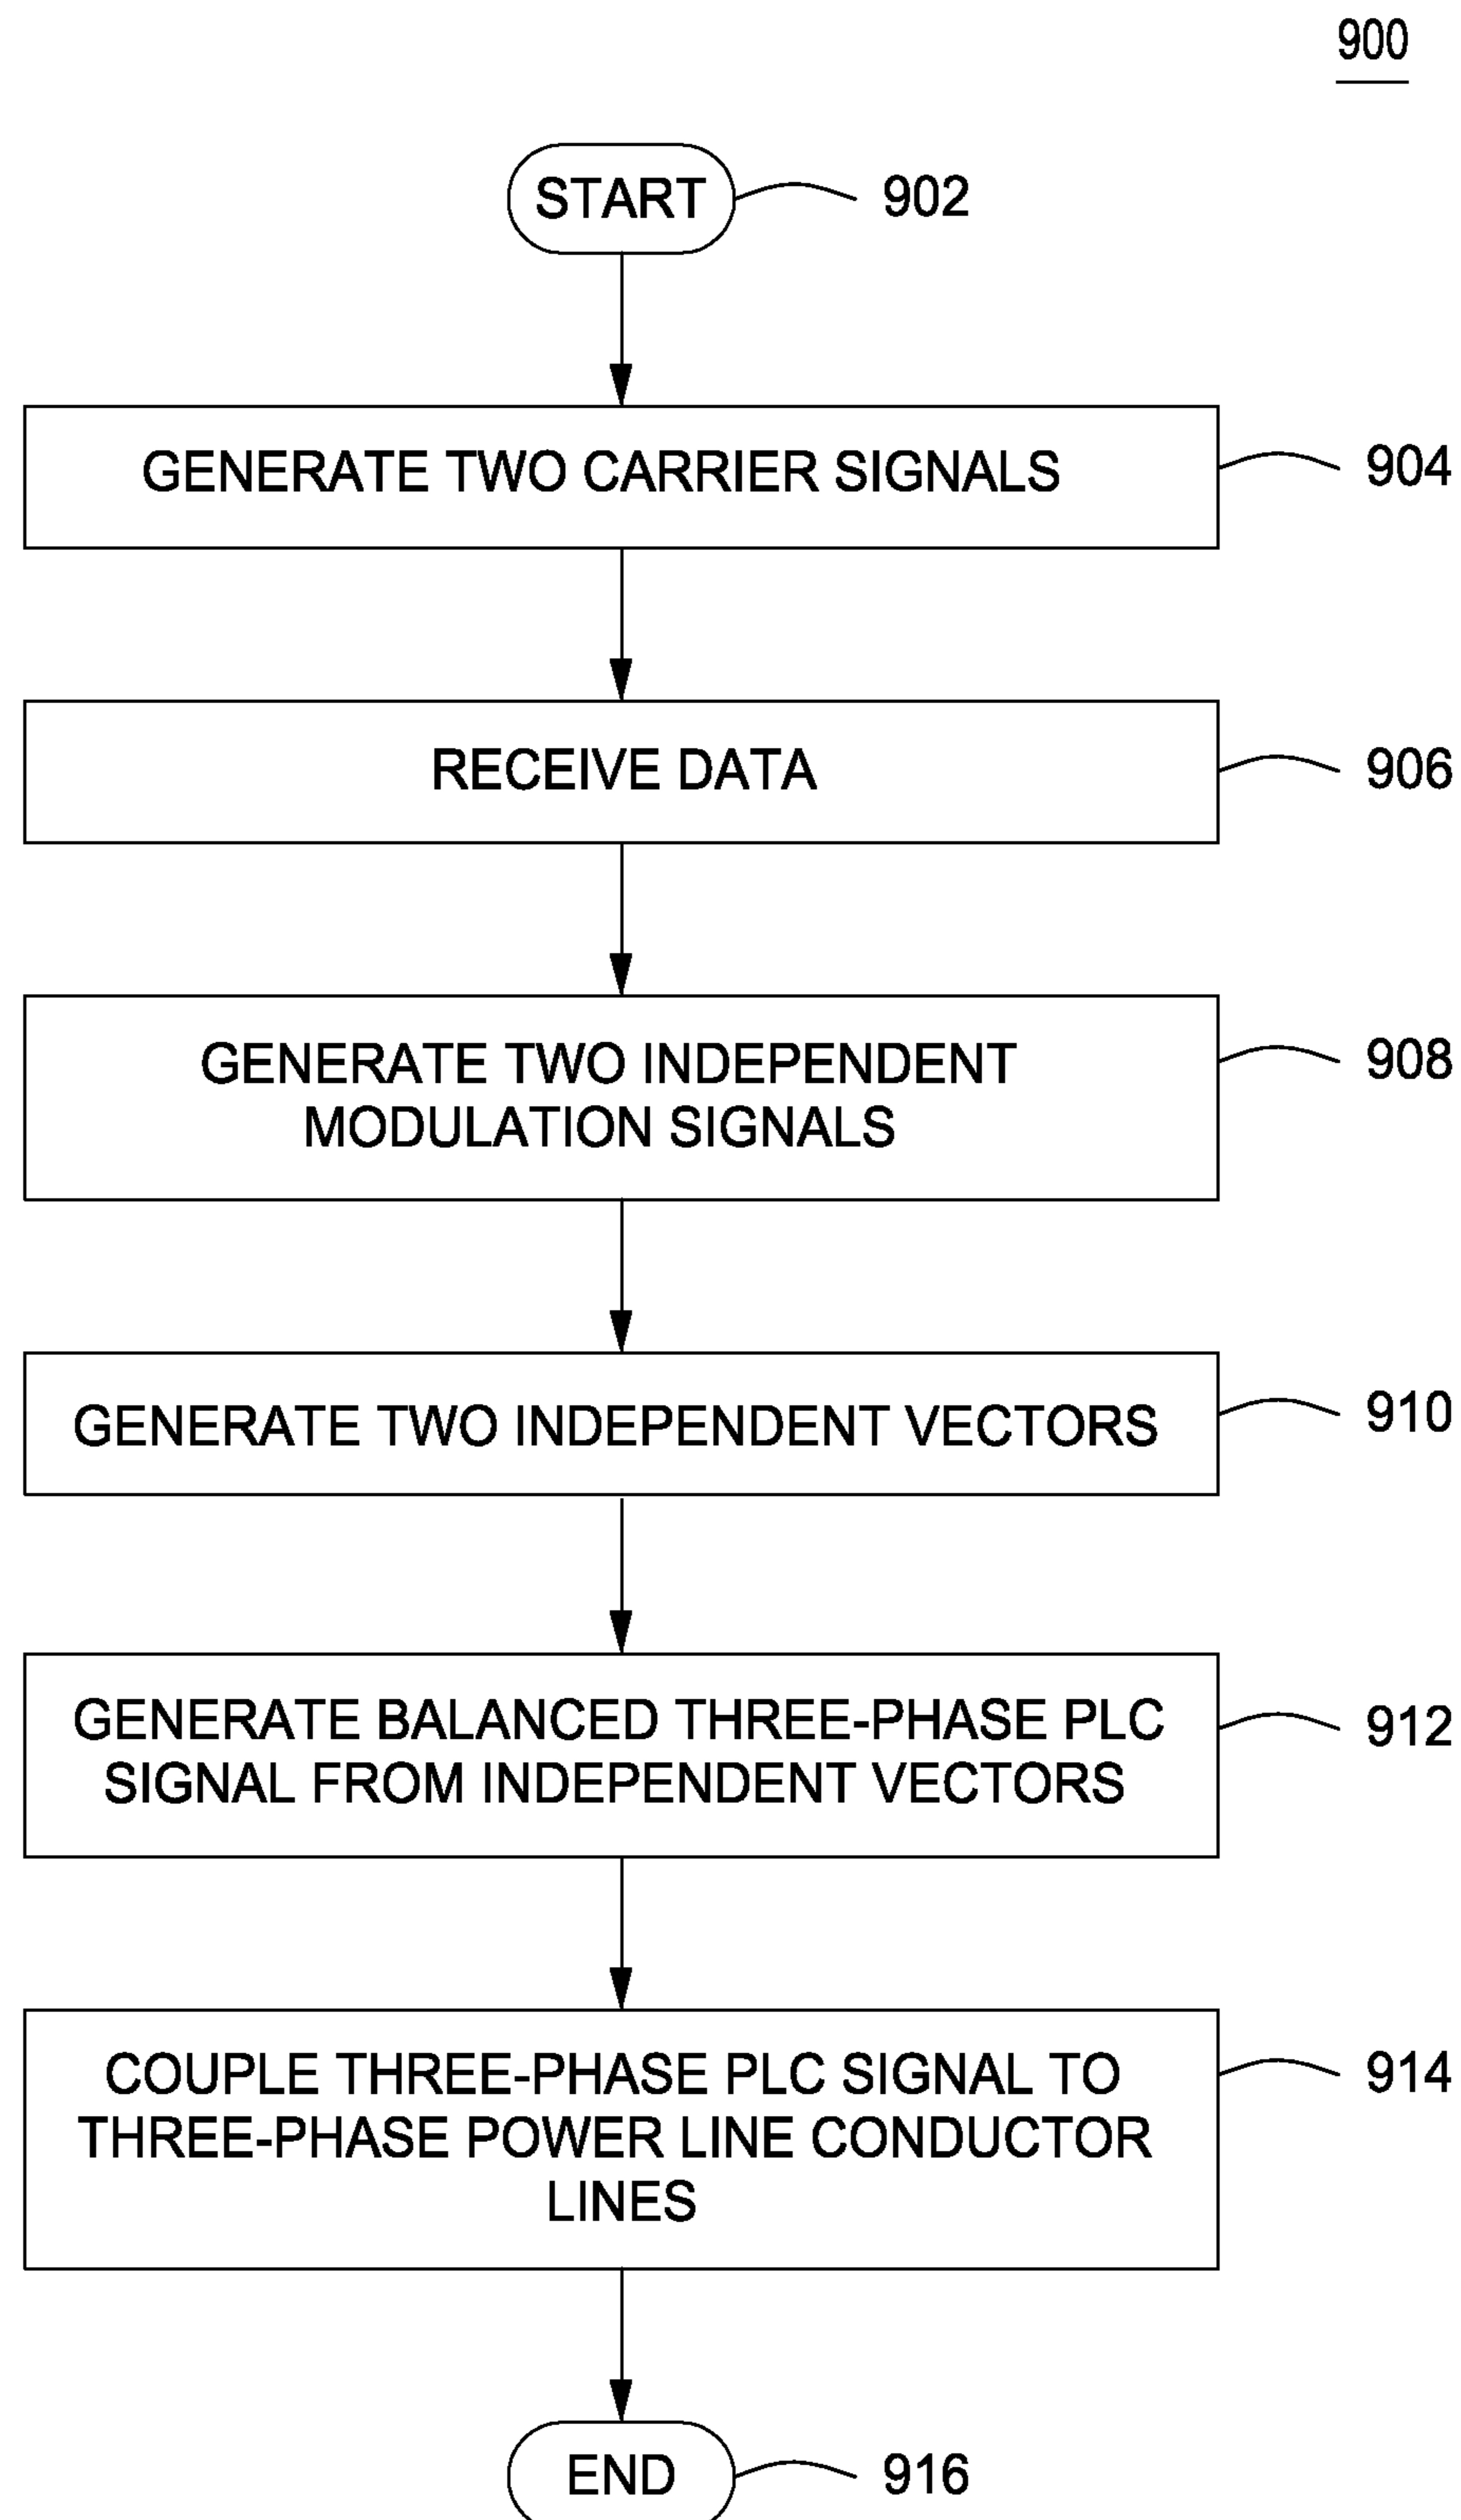 900
START
902
GENERATE TWO CARRIER SIGNALS
904
RECEIVE DATA
906
GENERATE TWO INDEPENDENT
MODULATION SIGNALS
908
GENERATE TWO INDEPENDENT VECTORS
910
GENERATE BALANCED THREE-PHASE PLC
SIGNAL FROM INDEPENDENT VECTORS
912
COUPLE THREE-PHASE PLC SIGNAL TO
THREE-PHASE POWER LINE CONDUCTOR
LINES
914
END
916